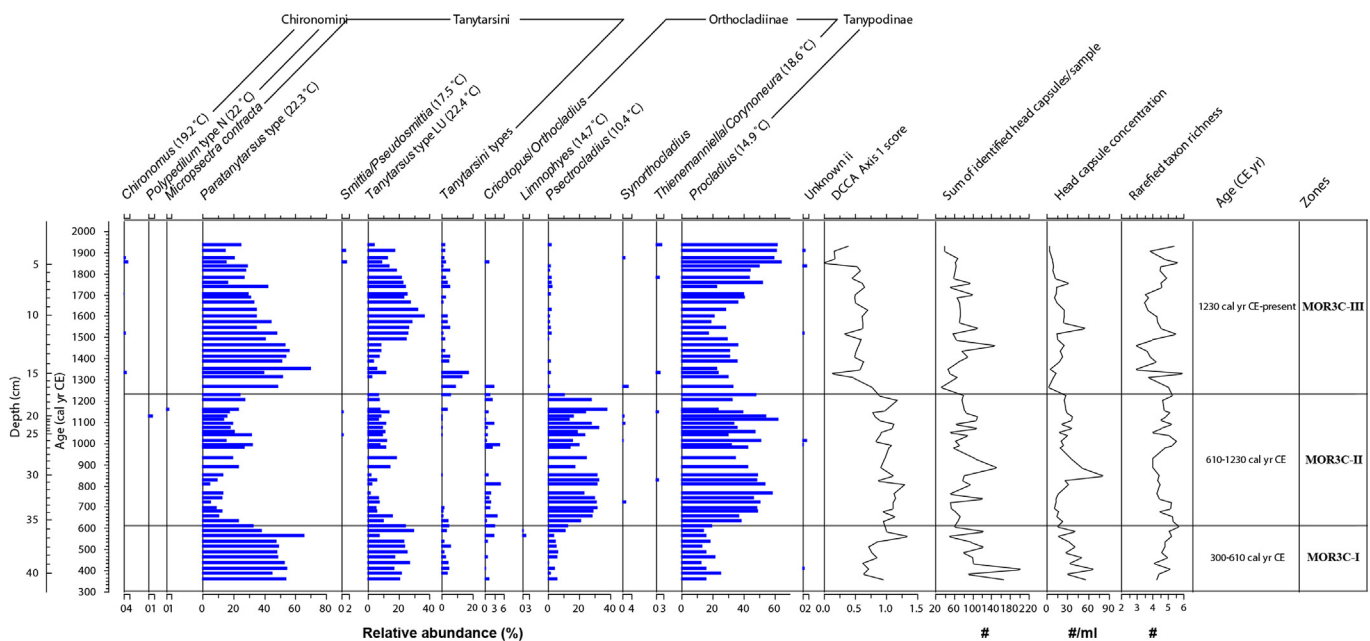 Chironomini Tanytarsini Orthocladiinae Tanypodinae
Chironomus (19.2 ˚C)
Polypedium type N (22 ˚C)
Micropsectra contracta
Paratanytarsus type (22.3 ˚C)
Smittia/Pseudosmittia (17.5 ˚C)
Tanytarsus type LU (22.4 ˚C)
Tanytarsini types
Cricotopus/Orthocladius
Limnophyes (14.7 ˚C)
Psectrocladius (10.4 ˚C)
Synorthocladius
Thienemanniella/Corynoneura (18.6 ˚C)
Procladius (14.9 ˚C)
Unknown ii
DCCA Axis 1 score
Sum of identified head capsules/sample
Head capsule concentration
Rarefied taxon richness
Age (CE yr)
Zones
Depth (cm)
5
10
15
20
25
30
35
40
Age (cal yr CE)
2000
1900
1800
1700
1600
1500
1400
1300
1200
1100
1000
900
800
700
600
500
400
300
1230 cal yr CE-present MOR3C-III
610-1230 cal yr CE MOR3C-II
300-610 cal yr CE MOR3C-I
0 4 0 1 0 1 0 20 40 60 80 0 2 0 20 40 0 20 0 3 6 0 3 0 20 40 0 4 0 3 0 20 40 60 0 2 0.0 0.5 1.0 1.5 20 60 100 140 180 220 0 30 60 90 2 3 4 5 6
Relative abundance (%) # #/ml #